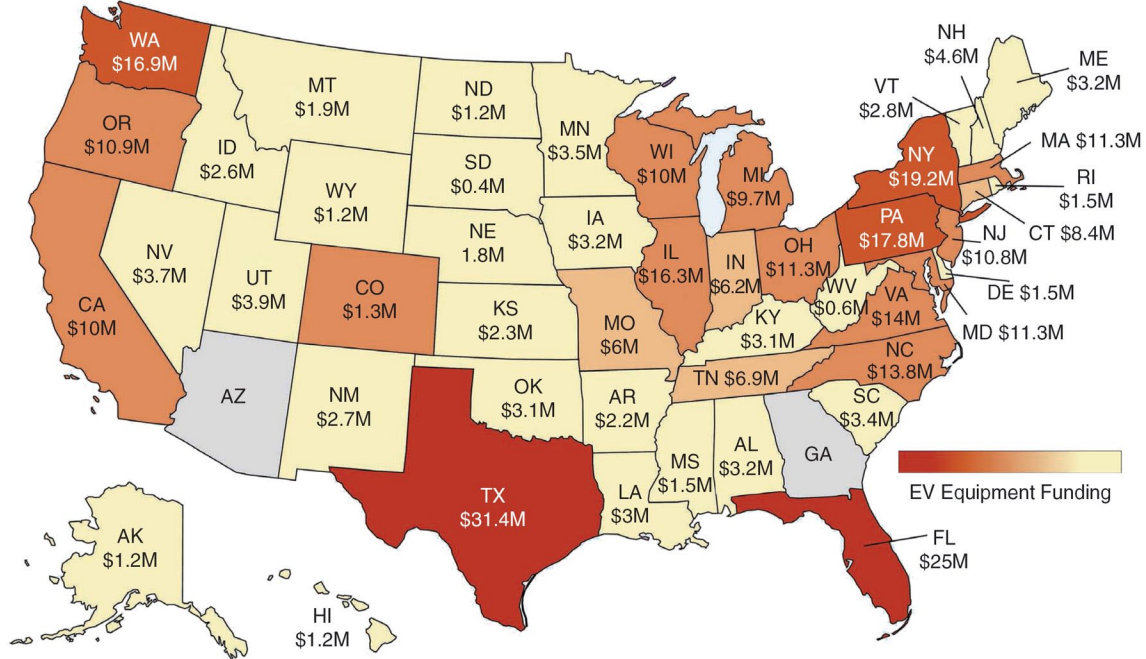 WA
$16.9M
OR
$10.9M
CA
$10M
ID
$2.6M
NV
$3.7M
MT
$1.9M
WY
$1.2M
UT
$3.9M
CO
$1.3M
AZ
NM
$2.7M
ND
$1.2M
SD
$0.4M
NE
1.8M
KS
$2.3M
OK
$3.1M
TX
$31.4M
MN
$3.5M
IA
$3.2M
MO
$6M
AR
$2.2M
LA
$3M
WI
$10M
IL
$16.3M
MI
$9.7M
IN
$6.2M
OH
$11.3M
KY
$3.1M
TN $6.9M
MS
$1.5M
AL
$3.2M
GA
FL
$25M
SC
$3.4M
NC
$13.8M
VA
$14M
WV
$0.6M
PA
$17.8M
NY
$19.2M
VT
$2.8M
NH
$4.6M
ME
$3.2M
MA $11.3M
RI
$1.5M
CT $8.4M
NJ
$10.8M
DE $1.5M
MD $11.3M
AK
$1.2M
HI
$1.2M
EV Equipment Funding